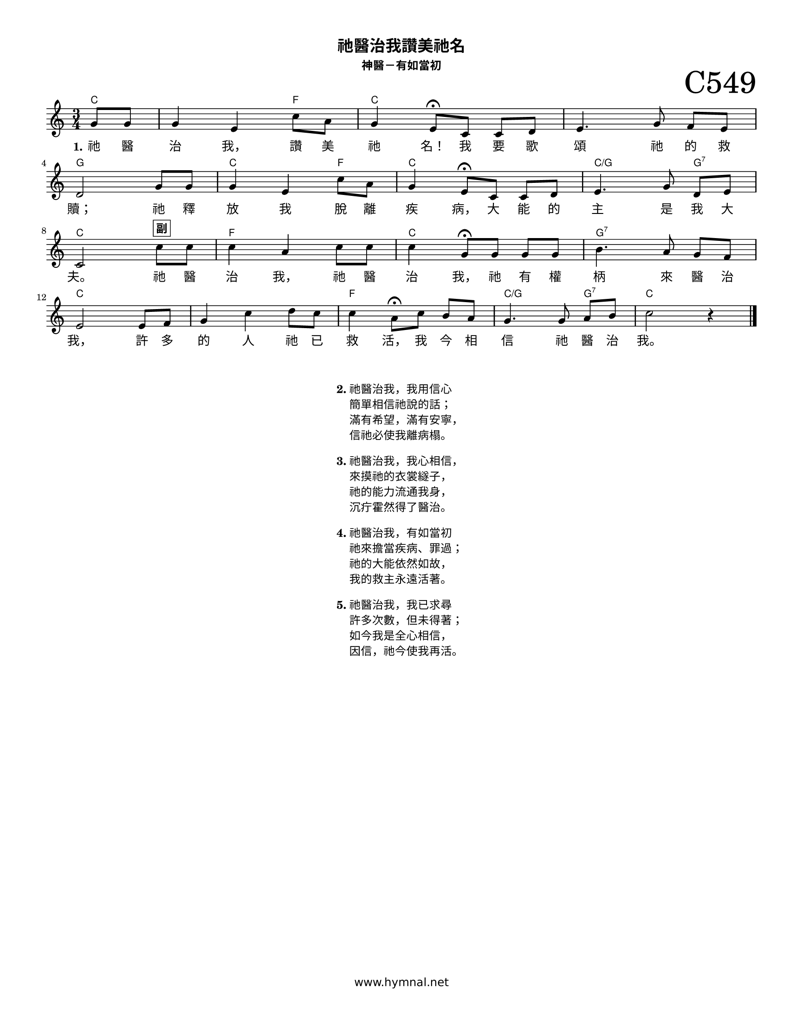 祂醫治我讚美祂名
神醫－有如當初
C549
C F C
3
4
1. 祂 醫 治 我， 讚 美 祂 名！ 我 要 歌 頌 祂 的 救
4 G C F C C/G G7
贖； 祂 釋 放 我 脫 離 疾 病，大 能 的 主 是 我 大
8 C 副 F C G7
夫。 祂 醫 治 我， 祂 醫 治 我，祂 有 權 柄 來 醫 治
12 C F C/G G7 C
我， 許 多 的 人 祂 已 救 活，我 今 相 信 祂 醫 治 我。
2. 祂醫治我，我用信心
簡單相信祂說的話；
滿有希望，滿有安寧，
信祂必使我離病榻。
3. 祂醫治我，我心相信，
來摸祂的衣裳繸子，
祂的能力流通我身，
沉疔霍然得了醫治。
4. 祂醫治我，有如當初
祂來擔當疾病、罪過；
祂的大能依然如故，
我的救主永遠活著。
5. 祂醫治我，我已求尋
許多次數，但未得著；
如今我是全心相信，
因信，祂今使我再活。
www.hymnal.net